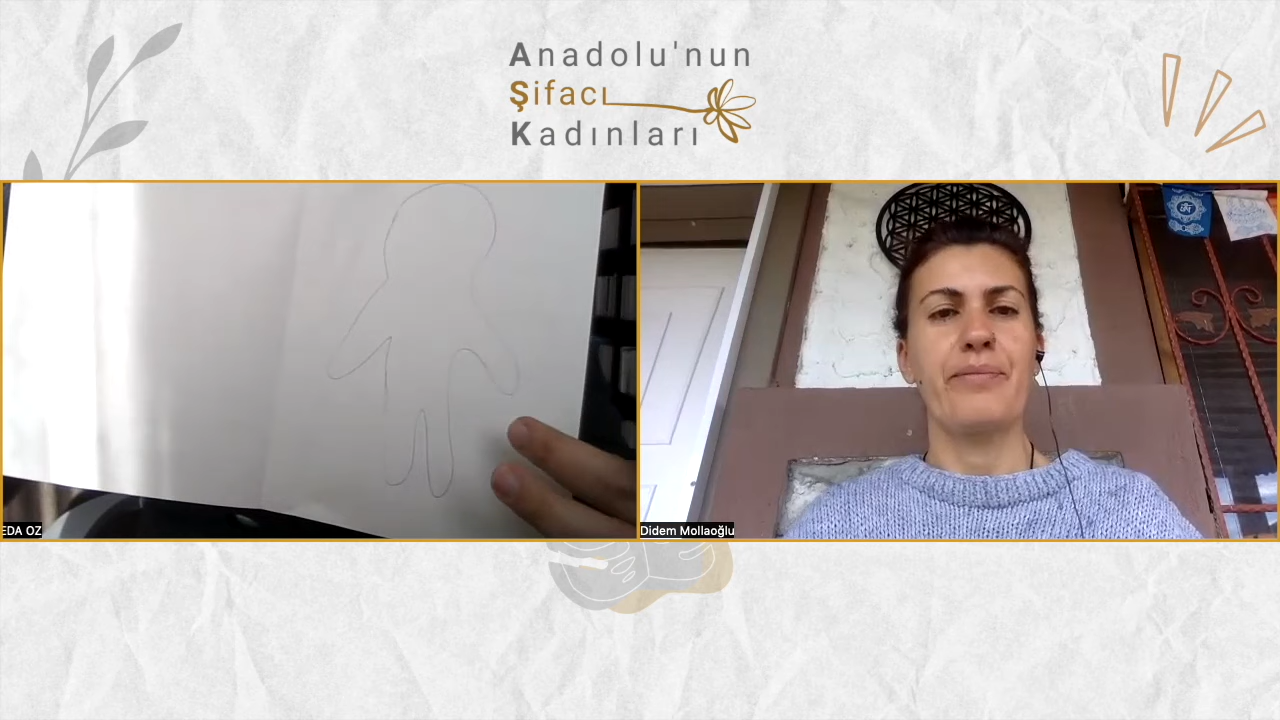 Anadolu'nun
Şifacı
Kadınları
EDA OZ
Didem Mollaoğlu